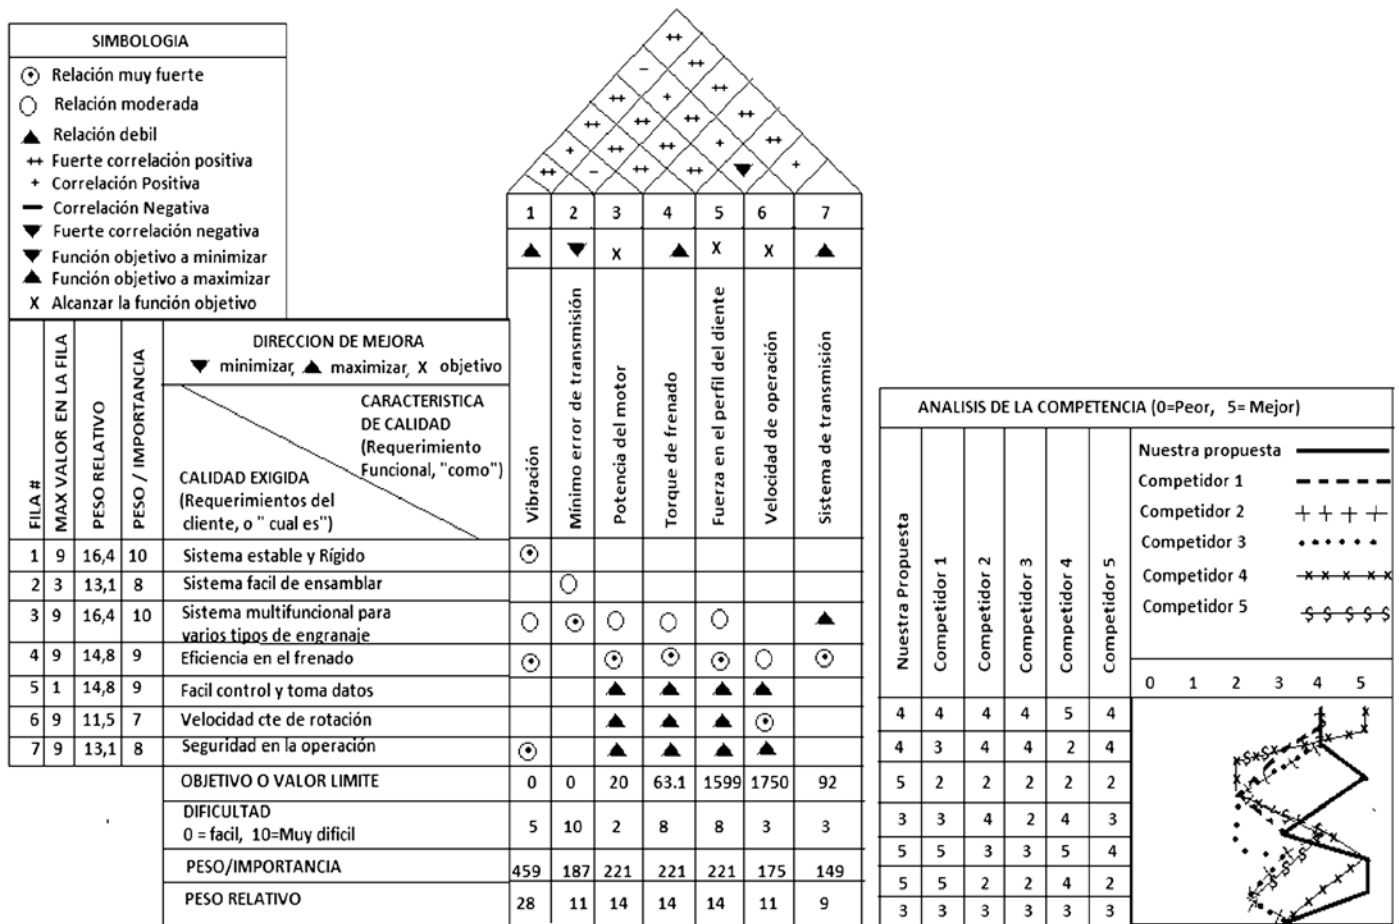 SIMBOLOGIA
Relación muy fuerte
Relación moderada
Relación debil
++ Fuerte correlación positiva
+ Correlación Positiva
Correlación Negativa
Fuerte correlación negativa
Función objetivo a minimizar
Función objetivo a maximizar
X Alcanzar la función objetivo
++
− ++
++ + ++
++ ++ ++ ++
+ ++ + ++
++ − ++ ++ +
1 2 3 4 5 6 7
▲ ▼ X ▲ X X ▲
DIRECCION DE MEJORA
▼ minimizar, ▲ maximizar, X objetivo
CARACTERISTICA
DE CALIDAD
(Requerimiento
Funcional, "como")
CALIDAD EXIGIDA
(Requerimientos del
cliente, o " cual es")
FILA #
MAX VALOR EN LA FILA
PESO RELATIVO
PESO / IMPORTANCIA
Vibración
Mínimo error de transmisión
Potencia del motor
Torque de frenado
Fuerza en el perfil del diente
Velocidad de operación
Sistema de transmisión
1 9 16,4 10 Sistema estable y Rígido
2 3 13,1 8 Sistema facil de ensamblar
3 9 16,4 10 Sistema multifuncional para
varios tipos de engranaje
4 9 14,8 9 Eficiencia en el frenado
5 1 14,8 9 Facil control y toma datos
6 9 11,5 7 Velocidad cte de rotación
7 9 13,1 8 Seguridad en la operación
OBJETIVO O VALOR LIMITE 0 0 20 63.1 1599 1750 92
DIFICULTAD
0 = facil, 10=Muy dificil 5 10 2 8 8 3 3
PESO/IMPORTANCIA 459 187 221 221 221 175 149
PESO RELATIVO 28 11 14 14 14 11 9
ANALISIS DE LA COMPETENCIA (0=Peor, 5= Mejor)
Nuestra Propuesta
Competidor 1
Competidor 2
Competidor 3
Competidor 4
Competidor 5
Nuestra propuesta
Competidor 1
Competidor 2
Competidor 3
Competidor 4
Competidor 5
0 1 2 3 4 5
4 4 4 4 5 4
4 3 4 4 2 4
5 2 2 2 2 2
3 3 4 2 4 3
5 5 3 3 5 4
5 5 2 2 4 2
3 3 3 3 3 3